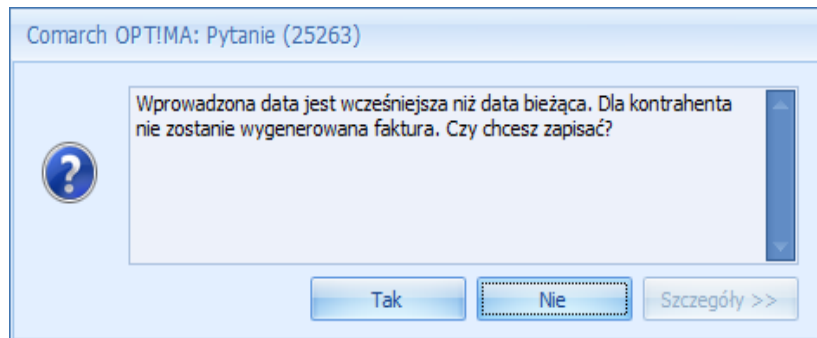 Comarch OPT!MA: Pytanie (25263)
Wprowadzona data jest wcześniejsza niż data bieżąca. Dla kontrahenta
nie zostanie wygenerowana faktura. Czy chcesz zapisać?
Tak
Nie
Szczegóły >>